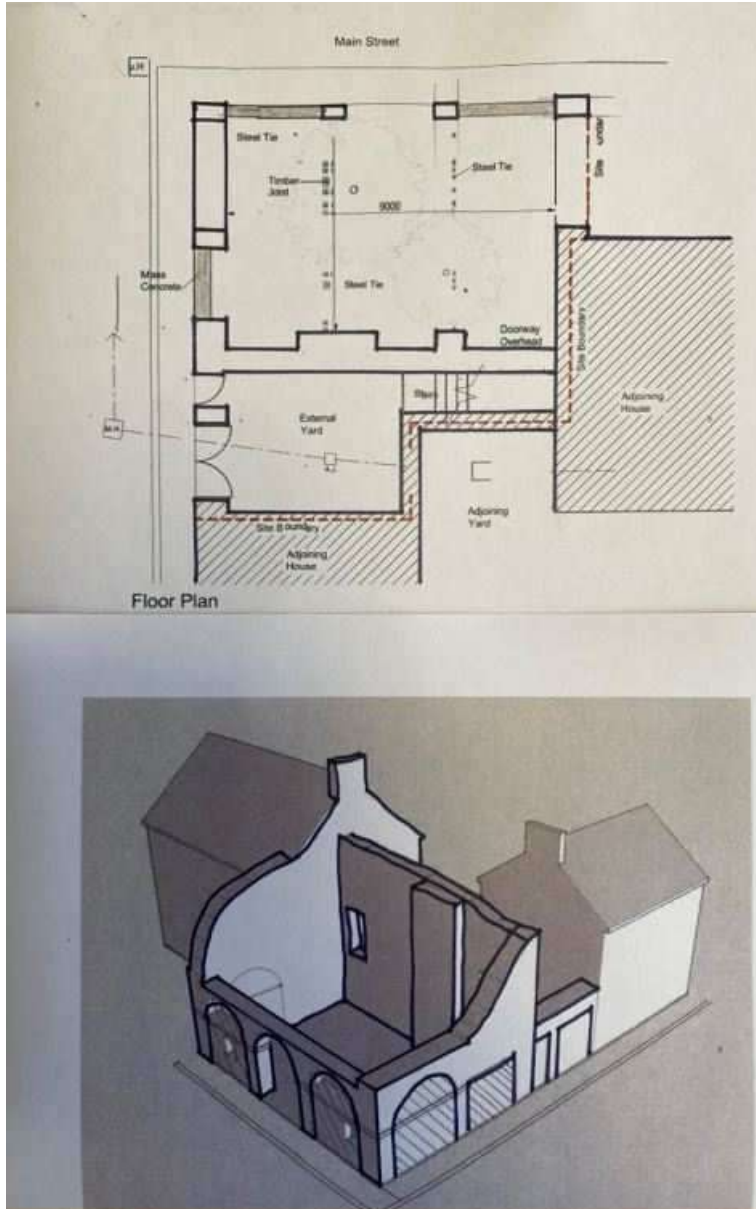 Main Street
M.H
Steel Tie
Timber
Joist
Steel Tie
9000
Mass
Concrete
Steel Tie
Doorway
Overhead
Site Boundary
Stairs
External
Yard
Adjoining
House
M.H.
Adjoining
Yard
Site Boundary
Adjoining
House
Floor Plan